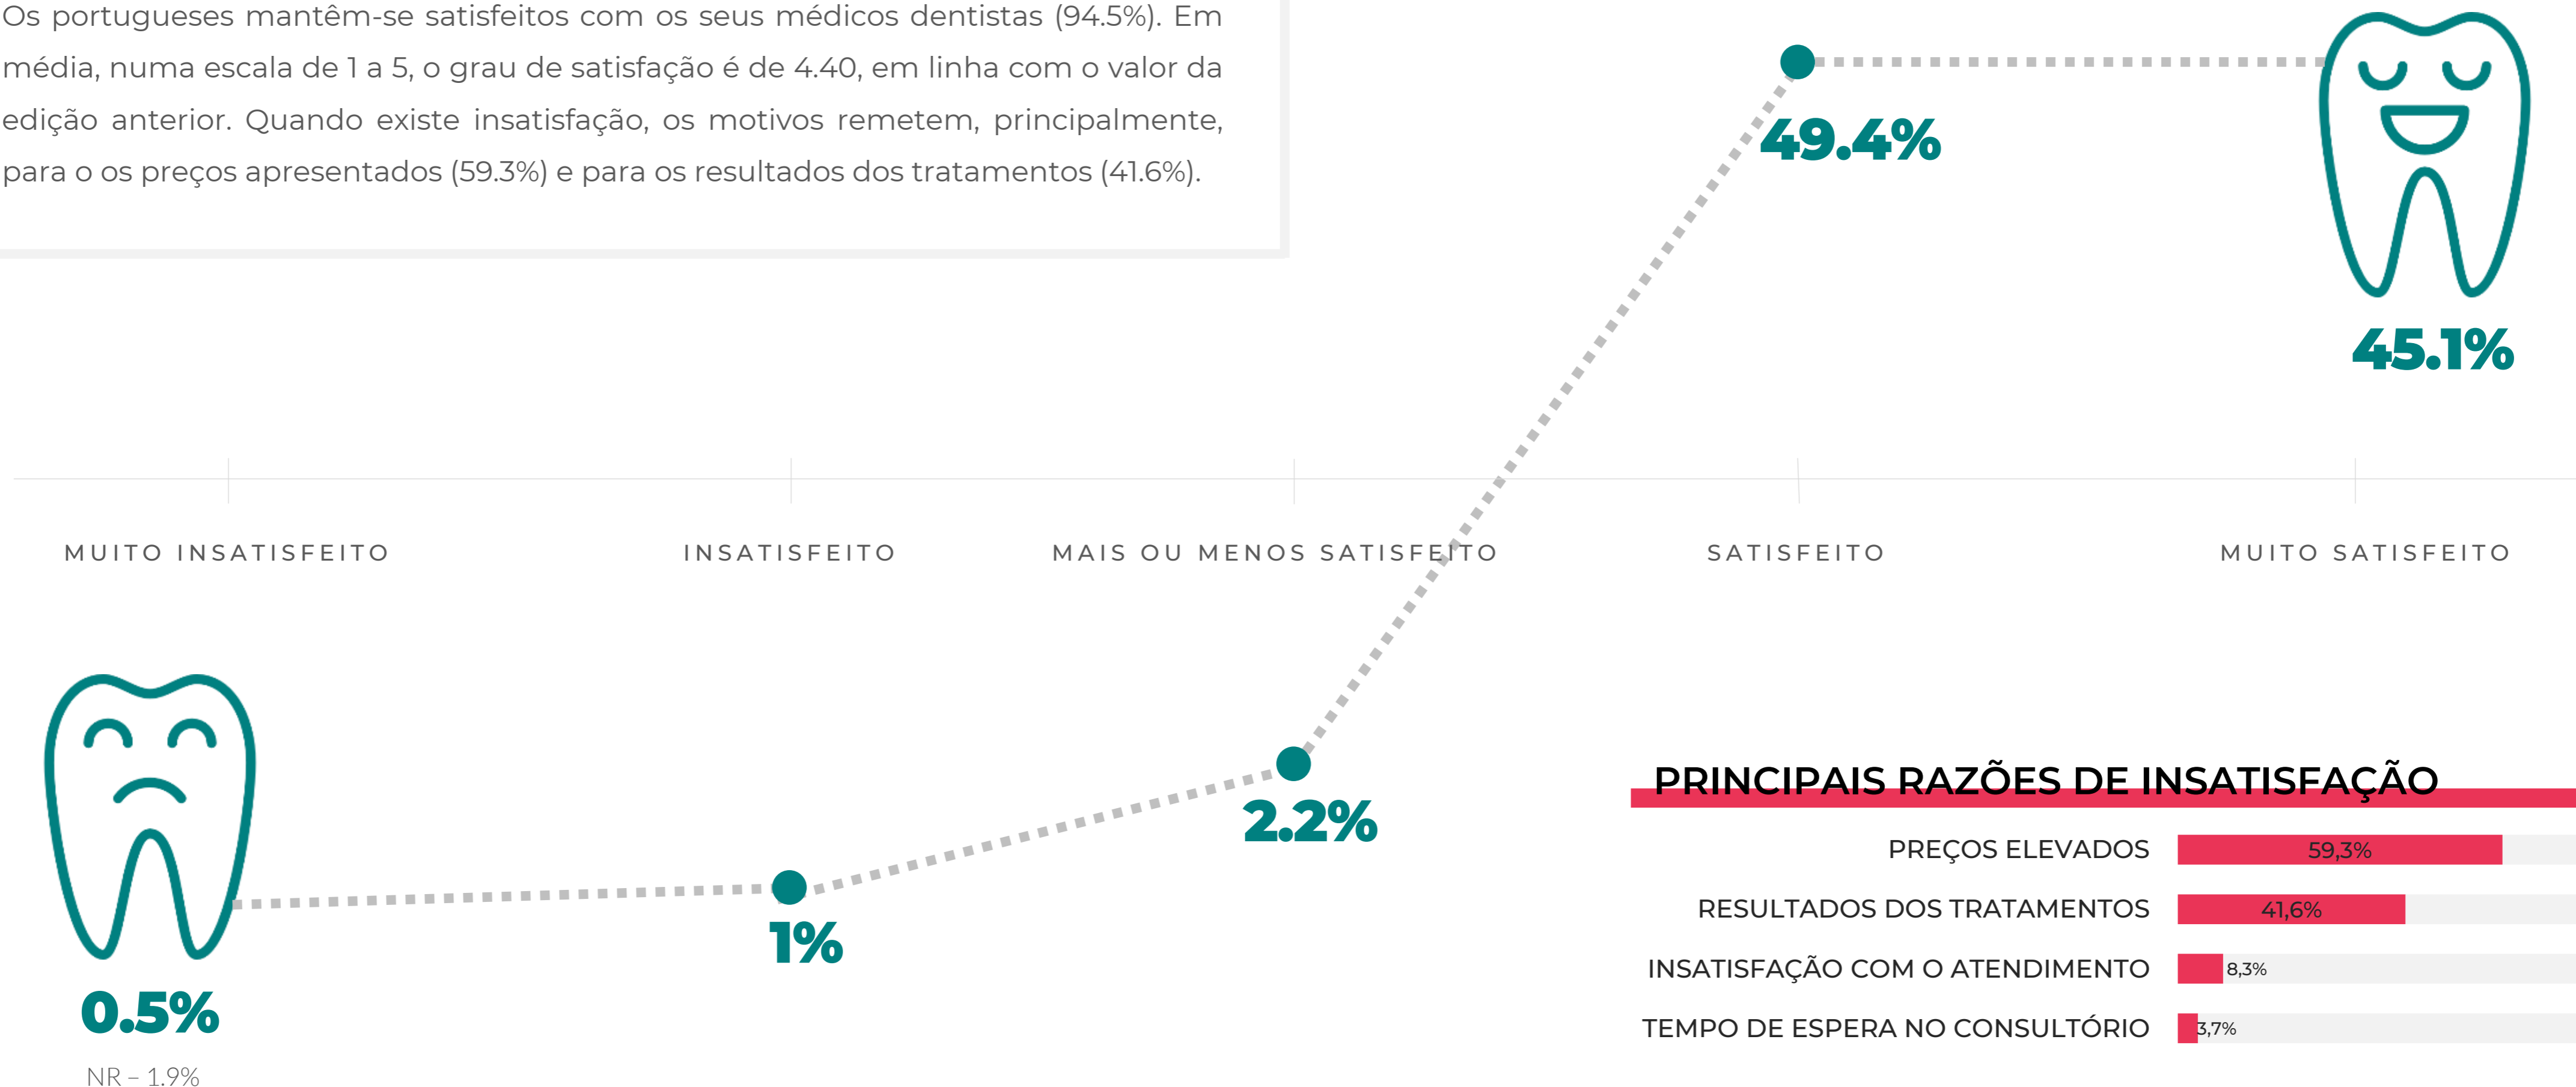 Os portugueses mantêm-se satisfeitos com os seus médicos dentistas (94.5%). Em
média, numa escala de 1 a 5, o grau de satisfação é de 4.40, em linha com o valor da
edição anterior. Quando existe insatisfação, os motivos remetem, principalmente,
para o os preços apresentados (59.3%) e para os resultados dos tratamentos (41.6%).
49.4%
45.1%
MUITO INSATISFEITO
INSATISFEITO
MAIS OU MENOS SATISFEITO
SATISFEITO
MUITO SATISFEITO
2.2%
1%
0.5%
NR – 1.9%
PRINCIPAIS RAZÕES DE INSATISFAÇÃO
PREÇOS ELEVADOS 59,3%
RESULTADOS DOS TRATAMENTOS 41,6%
INSATISFAÇÃO COM O ATENDIMENTO 8,3%
TEMPO DE ESPERA NO CONSULTÓRIO 3,7%